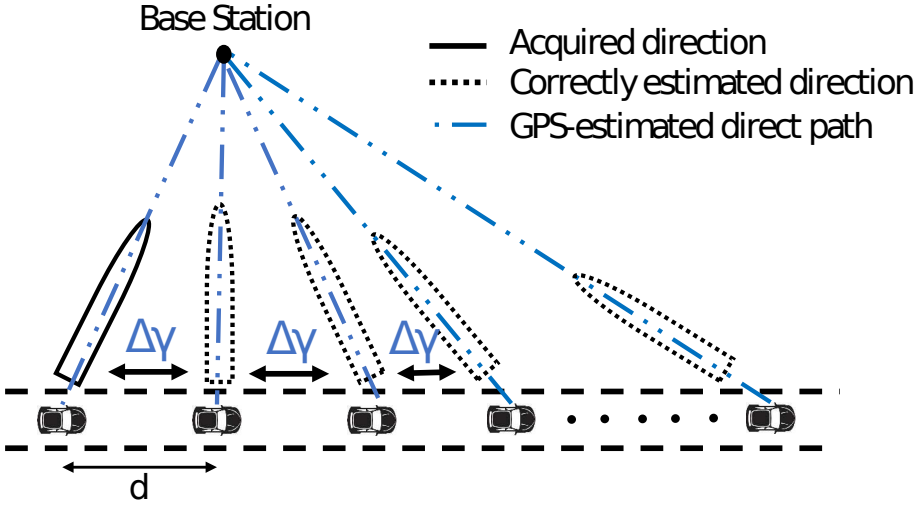 Base Station
Acquired direction
Correctly estimated direction
GPS-estimated direct path
Δγ
Δγ
Δγ
d